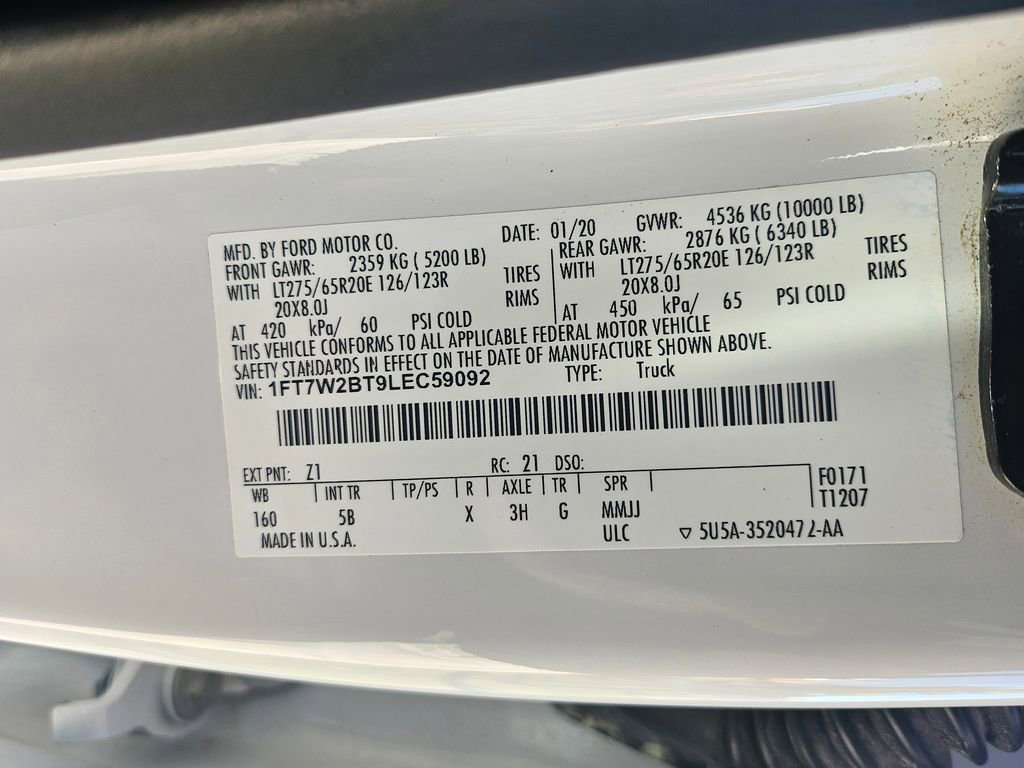 MFD. BY FORD MOTOR CO. DATE: 01/20 GVWR: 4536 KG (10000 LB)
FRONT GAWR: 2359 KG ( 5200 LB) REAR GAWR: 2876 KG ( 6340 LB)
WITH LT275/65R20E 126/123R TIRES WITH LT275/65R20E 126/123R TIRES
20X8.0J RIMS 20X8.0J RIMS
AT 420 kPa/ 60 PSI COLD AT 450 kPa/ 65 PSI COLD
THIS VEHICLE CONFORMS TO ALL APPLICABLE FEDERAL MOTOR VEHICLE
SAFETY STANDARDS IN EFFECT ON THE DATE OF MANUFACTURE SHOWN ABOVE.
VIN: 1FT7W2BT9LEC59092 TYPE: Truck
EXT PNT: Z1 RC: 21 DSO:
WB INT TR TP/PS R AXLE TR SPR F0171
160 5B X 3H G MMJJ T1207
MADE IN U.S.A. ULC ▽ 5U5A-3520472-AA